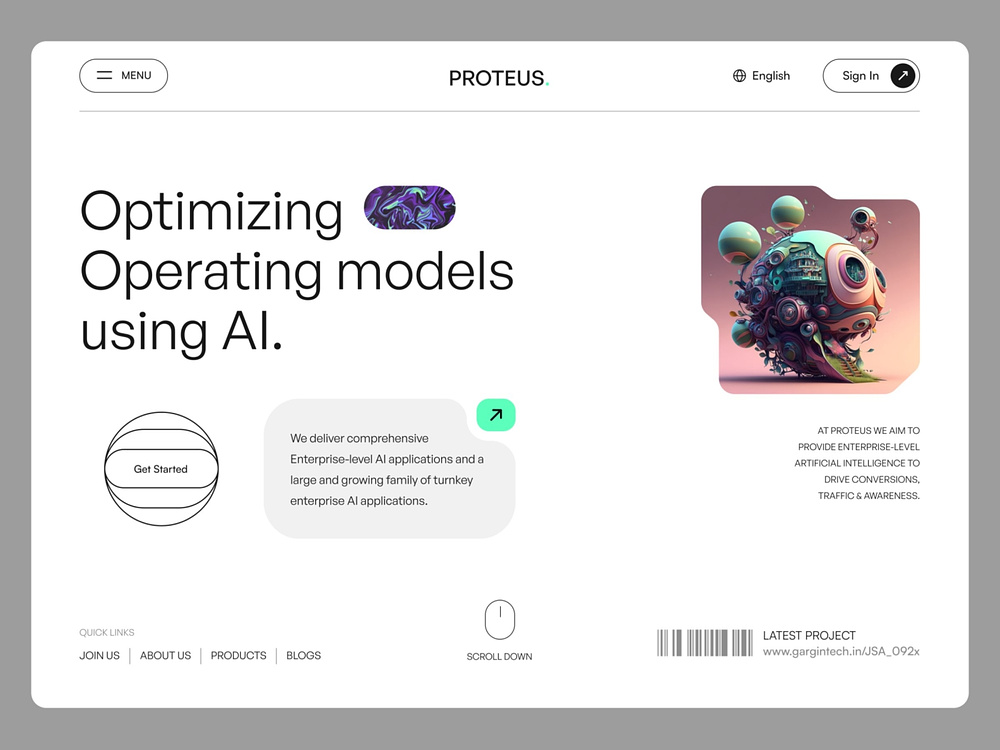 MENU
PROTEUS.
English
Sign In
Optimizing
Operating models
using AI.
Get Started
We deliver comprehensive
Enterprise-level AI applications and a
large and growing family of turnkey
enterprise AI applications.
AT PROTEUS WE AIM TO
PROVIDE ENTERPRISE-LEVEL
ARTIFICIAL INTELLIGENCE TO
DRIVE CONVERSIONS,
TRAFFIC & AWARENESS.
QUICK LINKS
JOIN US
ABOUT US
PRODUCTS
BLOGS
SCROLL DOWN
LATEST PROJECT
www.gargintech.in/JSA_092x